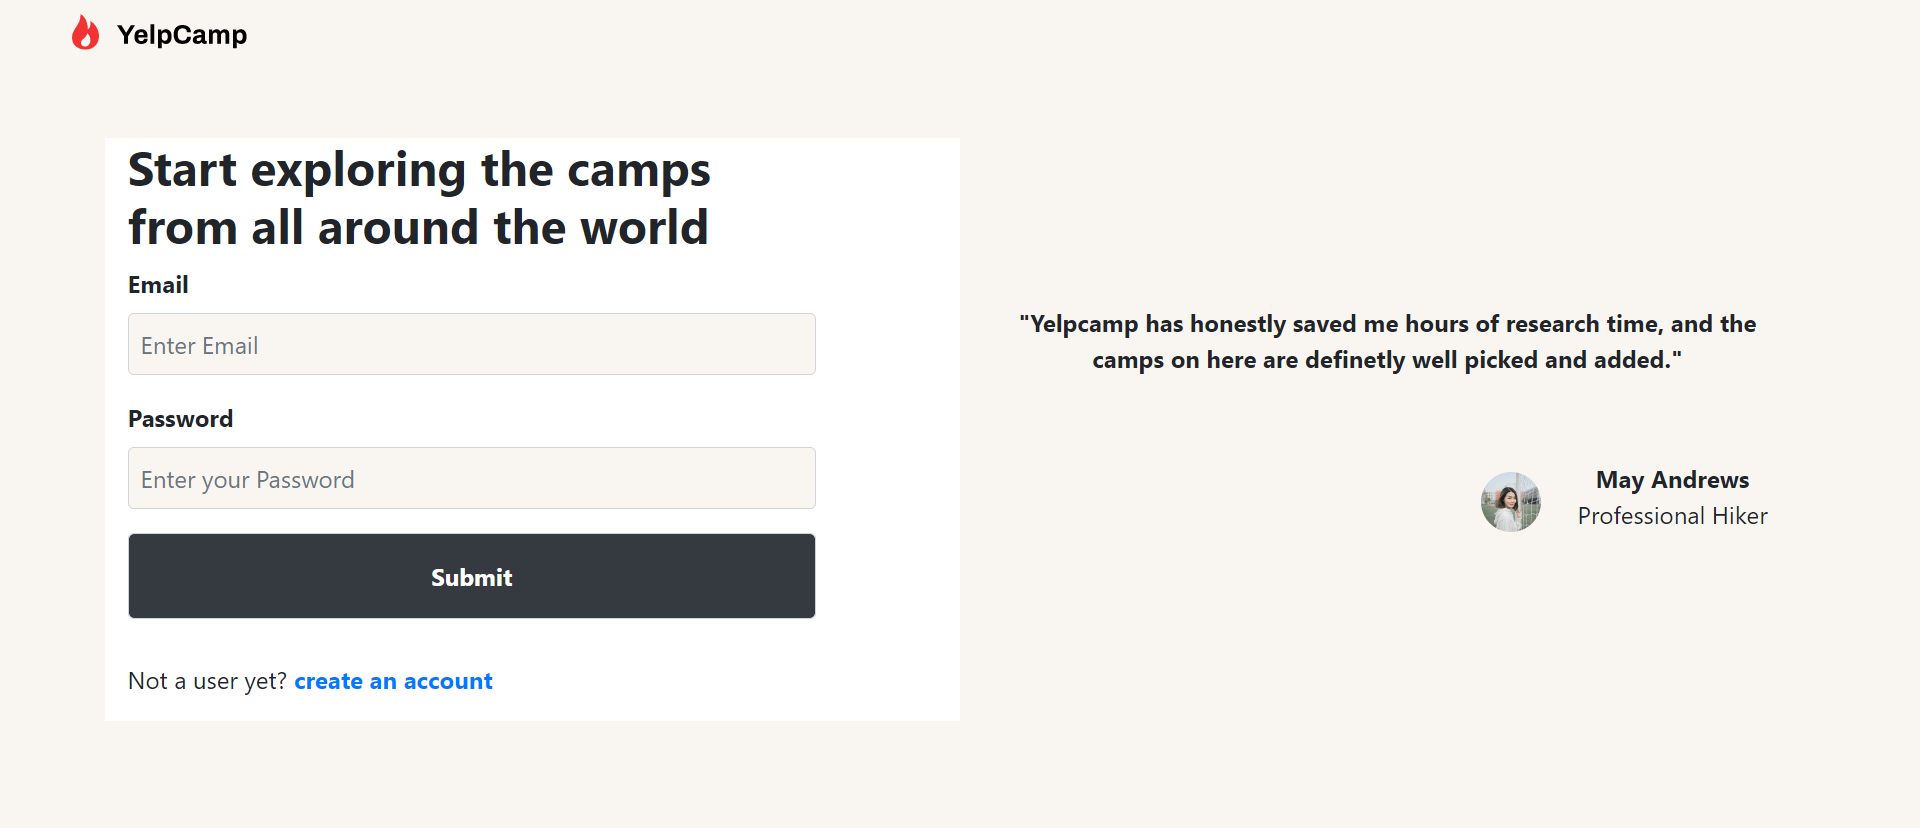 YelpCamp
Start exploring the camps
from all around the world
Email
Enter Email
Password
Enter your Password
Submit
Not a user yet? create an account
"Yelpcamp has honestly saved me hours of research time, and the
camps on here are definetly well picked and added."
May Andrews
Professional Hiker